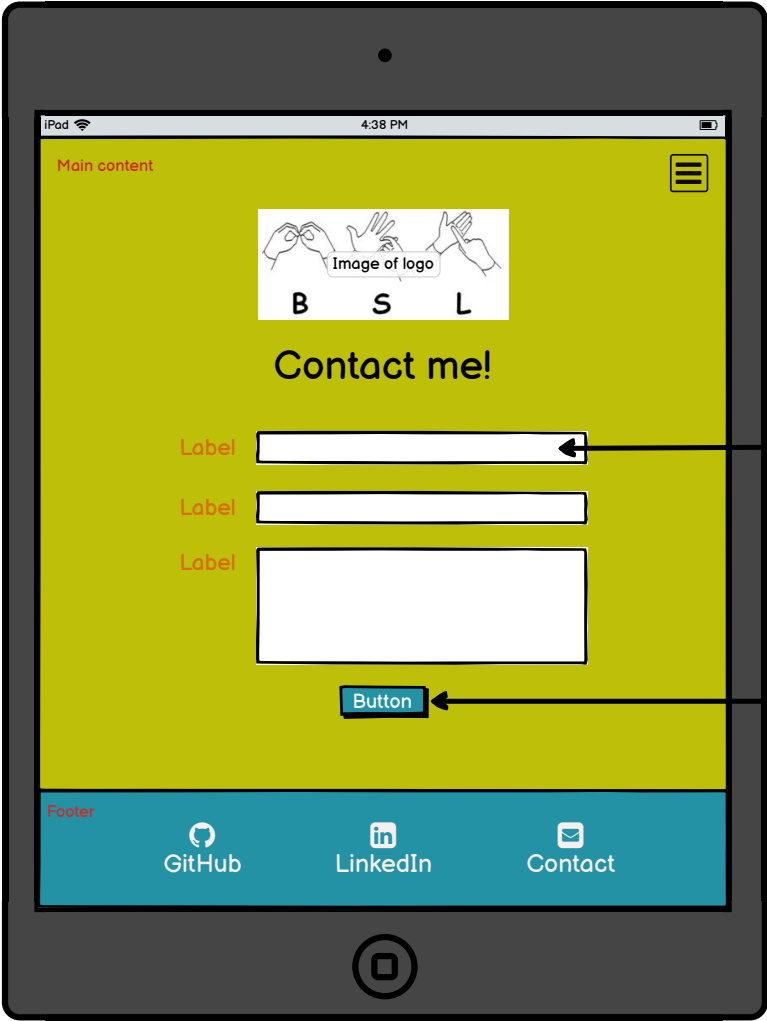 iPad 4:38 PM
Main content
Image of logo
B S L
Contact me!
Label
Label
Label
Button
Footer
GitHub LinkedIn Contact